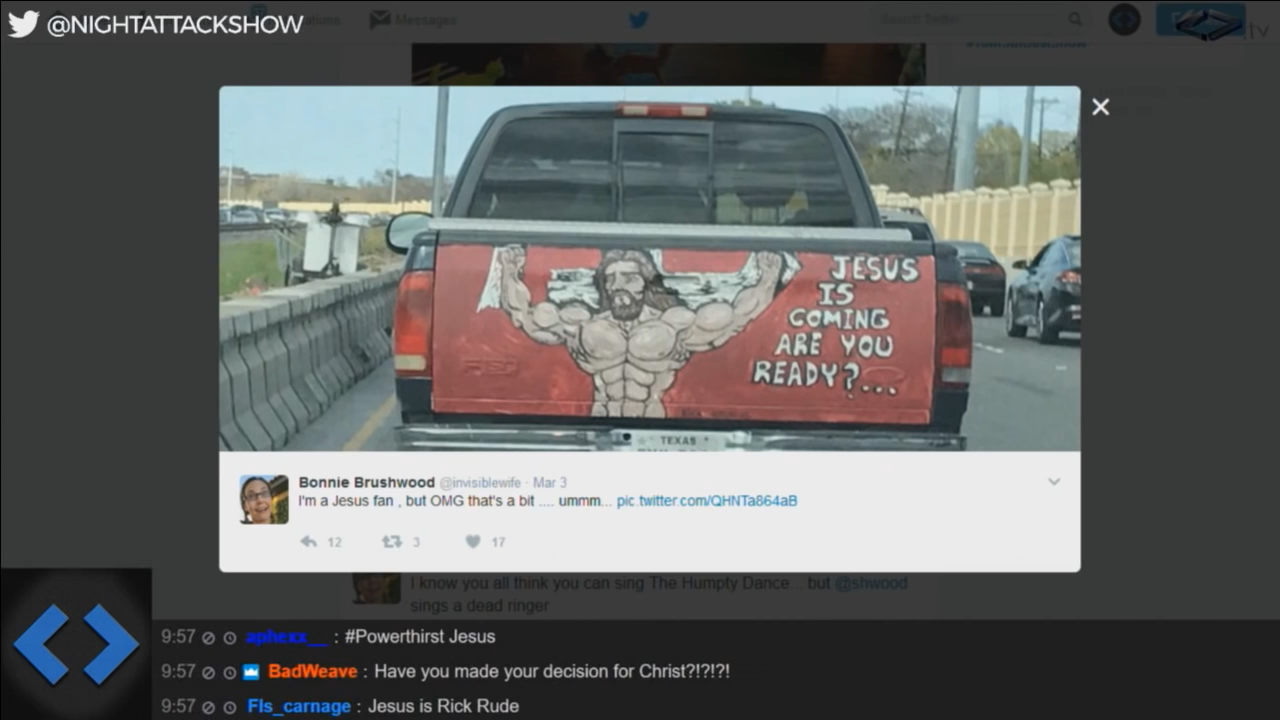 @NIGHTATTACKSHOW
Messages
Search Twitter
tv
JESUS
IS
COMING
ARE YOU
READY?...
TEXAS
Bonnie Brushwood @invisiblewife · Mar 3
I'm a Jesus fan , but OMG that's a bit .... ummm... pic.twitter.com/QHNTa864aB
12 3 17
I know you all think you can sing The Humpty Dance... but @shwood
sings a dead ringer
9:57 aphexx__ : #Powerthirst Jesus
9:57 BadWeave : Have you made your decision for Christ?!?!?!
9:57 Fls_carnage : Jesus is Rick Rude